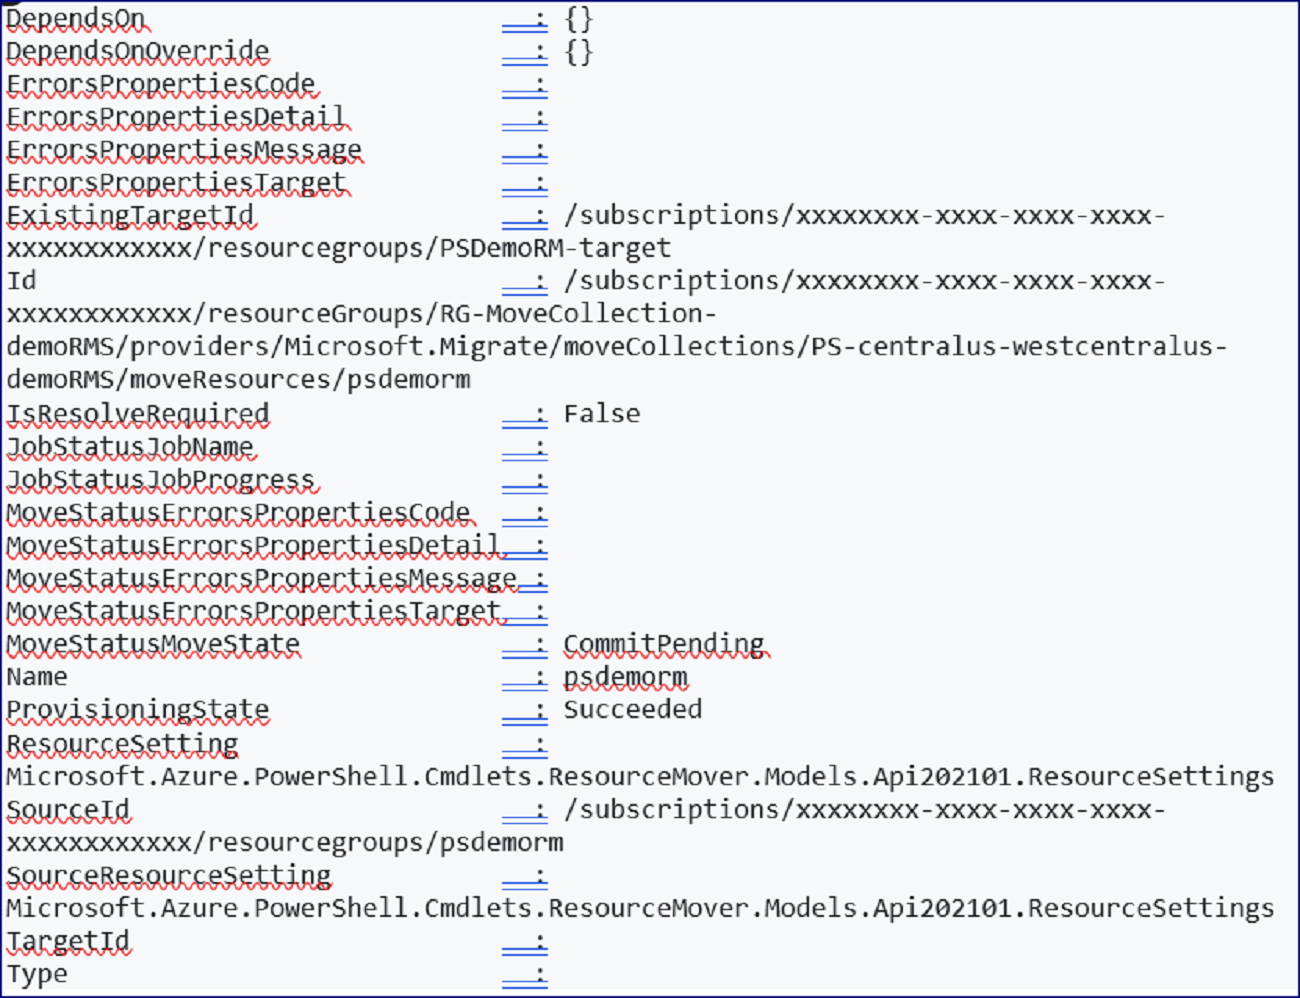 DependsOn : {}
DependsOnOverride : {}
ErrorsPropertiesCode :
ErrorsPropertiesDetail :
ErrorsPropertiesMessage :
ErrorsPropertiesTarget :
ExistingTargetId : /subscriptions/xxxxxxxx-xxxx-xxxx-xxxx-
xxxxxxxxxxxx/resourcegroups/PSDemoRM-target
Id : /subscriptions/xxxxxxxx-xxxx-xxxx-xxxx-
xxxxxxxxxxxx/resourceGroups/RG-MoveCollection-
demoRMS/providers/Microsoft.Migrate/moveCollections/PS-centralus-westcentralus-
demoRMS/moveResources/psdemorm
IsResolveRequired : False
JobStatusJobName :
JobStatusJobProgress :
MoveStatusErrorsPropertiesCode :
MoveStatusErrorsPropertiesDetail :
MoveStatusErrorsPropertiesMessage :
MoveStatusErrorsPropertiesTarget :
MoveStatusMoveState : CommitPending
Name : psdemorm
ProvisioningState : Succeeded
ResourceSetting :
Microsoft.Azure.PowerShell.Cmdlets.ResourceMover.Models.Api202101.ResourceSettings
SourceId : /subscriptions/xxxxxxxx-xxxx-xxxx-xxxx-
xxxxxxxxxxxx/resourcegroups/psdemorm
SourceResourceSetting :
Microsoft.Azure.PowerShell.Cmdlets.ResourceMover.Models.Api202101.ResourceSettings
TargetId :
Type :